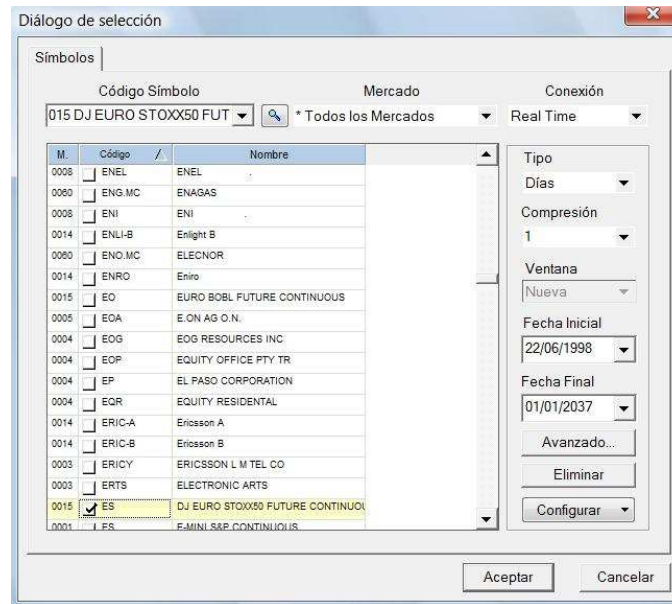 Diálogo de selección
Símbolos
Código Símbolo Mercado Conexión
015 DJ EURO STOXX50 FUT * Todos los Mercados Real Time
M. Código / Nombre
0008 ENEL ENEL .
0060 ENG.MC ENAGAS
0008 ENI ENI .
0014 ENLI-B Enlight B
0060 ENO.MC ELECNOR
0014 ENRO Eniro
0015 EO EURO BOBL FUTURE CONTINUOUS
0005 EOA E.ON AG O.N.
0004 EOG EOG RESOURCES INC
0004 EOP EQUITY OFFICE PTY TR
0004 EP EL PASO CORPORATION
0004 EQR EQUITY RESIDENTAL
0014 ERIC-A Ericsson A
0014 ERIC-B Ericsson B
0003 ERICY ERICSSON L M TEL CO
0003 ERTS ELECTRONIC ARTS
0015 ES DJ EURO STOXX50 FUTURE CONTINUOU
0001 ES E-MINI S&P CONTINUOUS
Tipo
Días
Compresión
1
Ventana
Nueva
Fecha Inicial
22/06/1998
Fecha Final
01/01/2037
Avanzado...
Eliminar
Configurar
Aceptar Cancelar